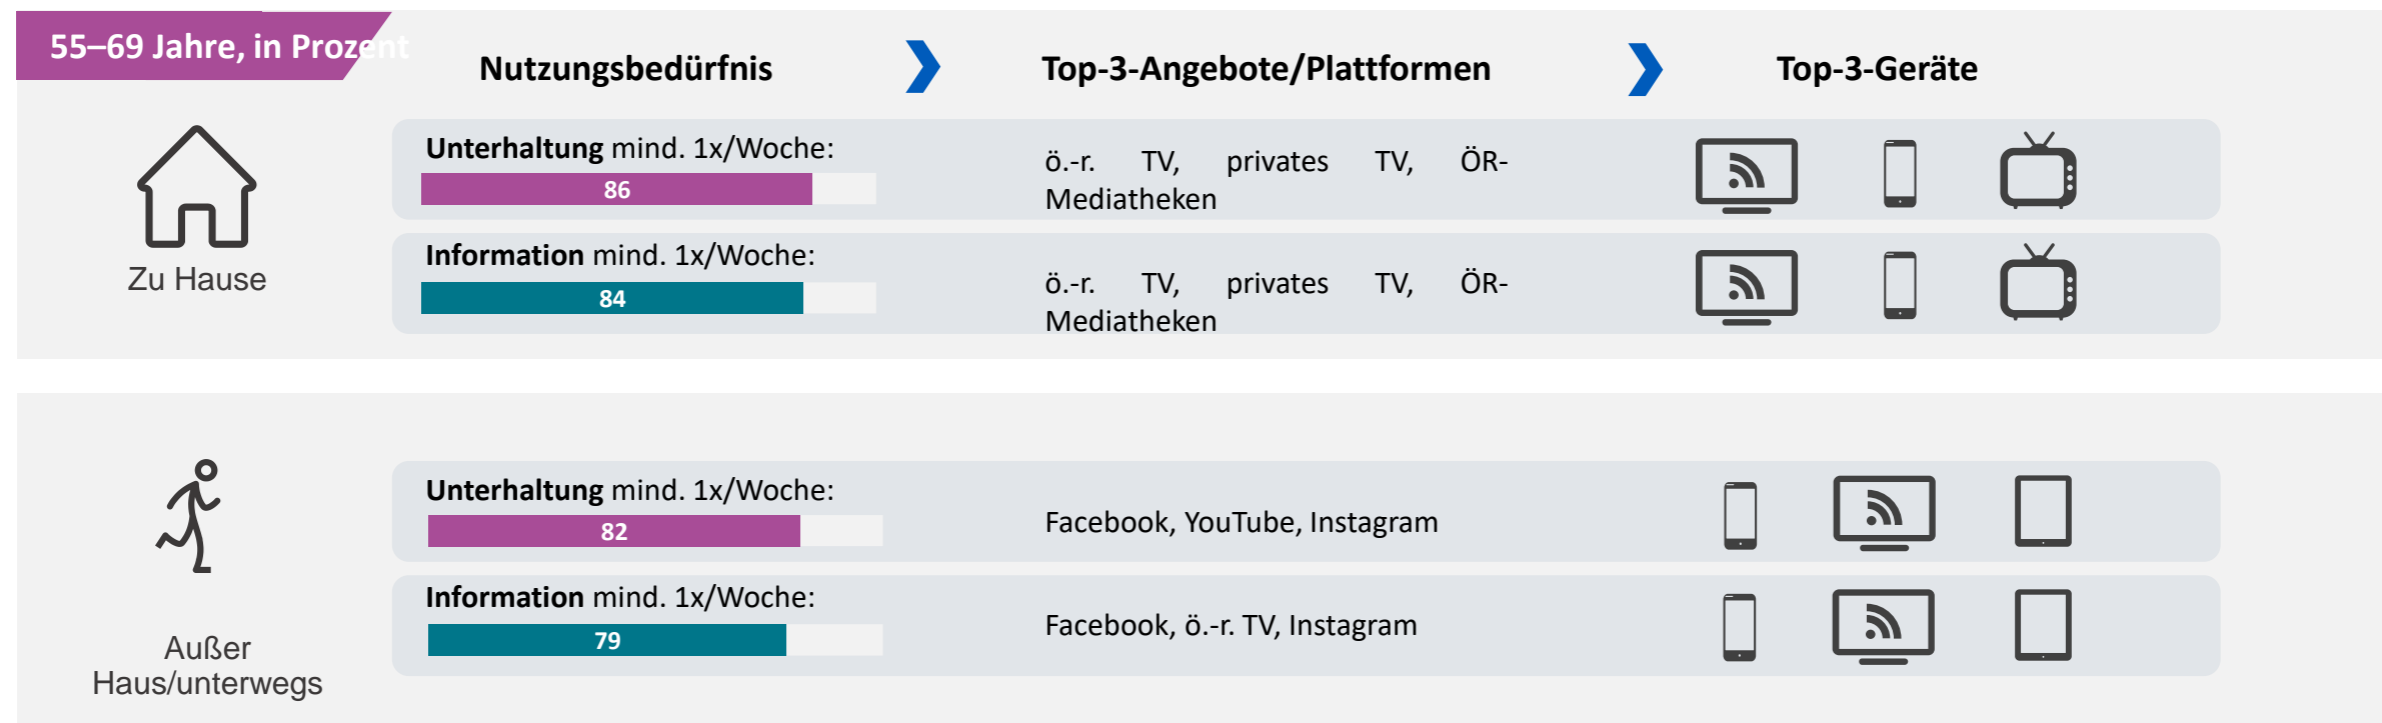 55–69 Jahre, in Prozent
Nutzungsbedürfnis
Top-3-Angebote/Plattformen
Top-3-Geräte
Zu Hause
Unterhaltung mind. 1x/Woche:
86
ö.-r. TV, privates TV, ÖR-
Mediatheken
Information mind. 1x/Woche:
84
ö.-r. TV, privates TV, ÖR-
Mediatheken
Außer
Haus/unterwegs
Unterhaltung mind. 1x/Woche:
82
Facebook, YouTube, Instagram
Information mind. 1x/Woche:
79
Facebook, ö.-r. TV, Instagram